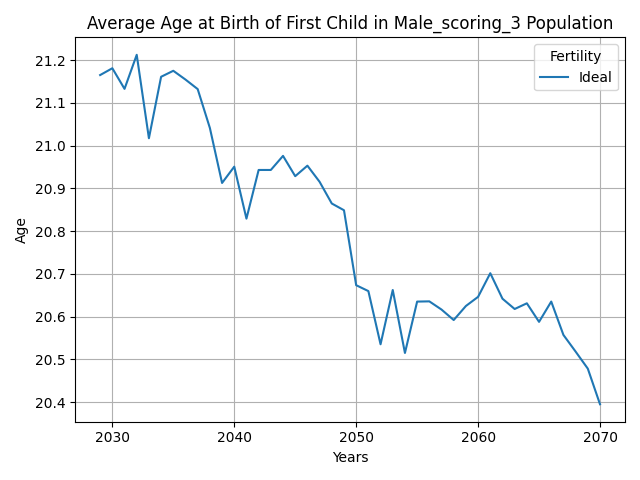 Average Age at Birth of First Child in Male_scoring_3 Population
Fertility
Ideal
21.2
21.1
21.0
20.9
20.8
20.7
20.6
20.5
20.4
Age
2030 2040 2050 2060 2070
Years